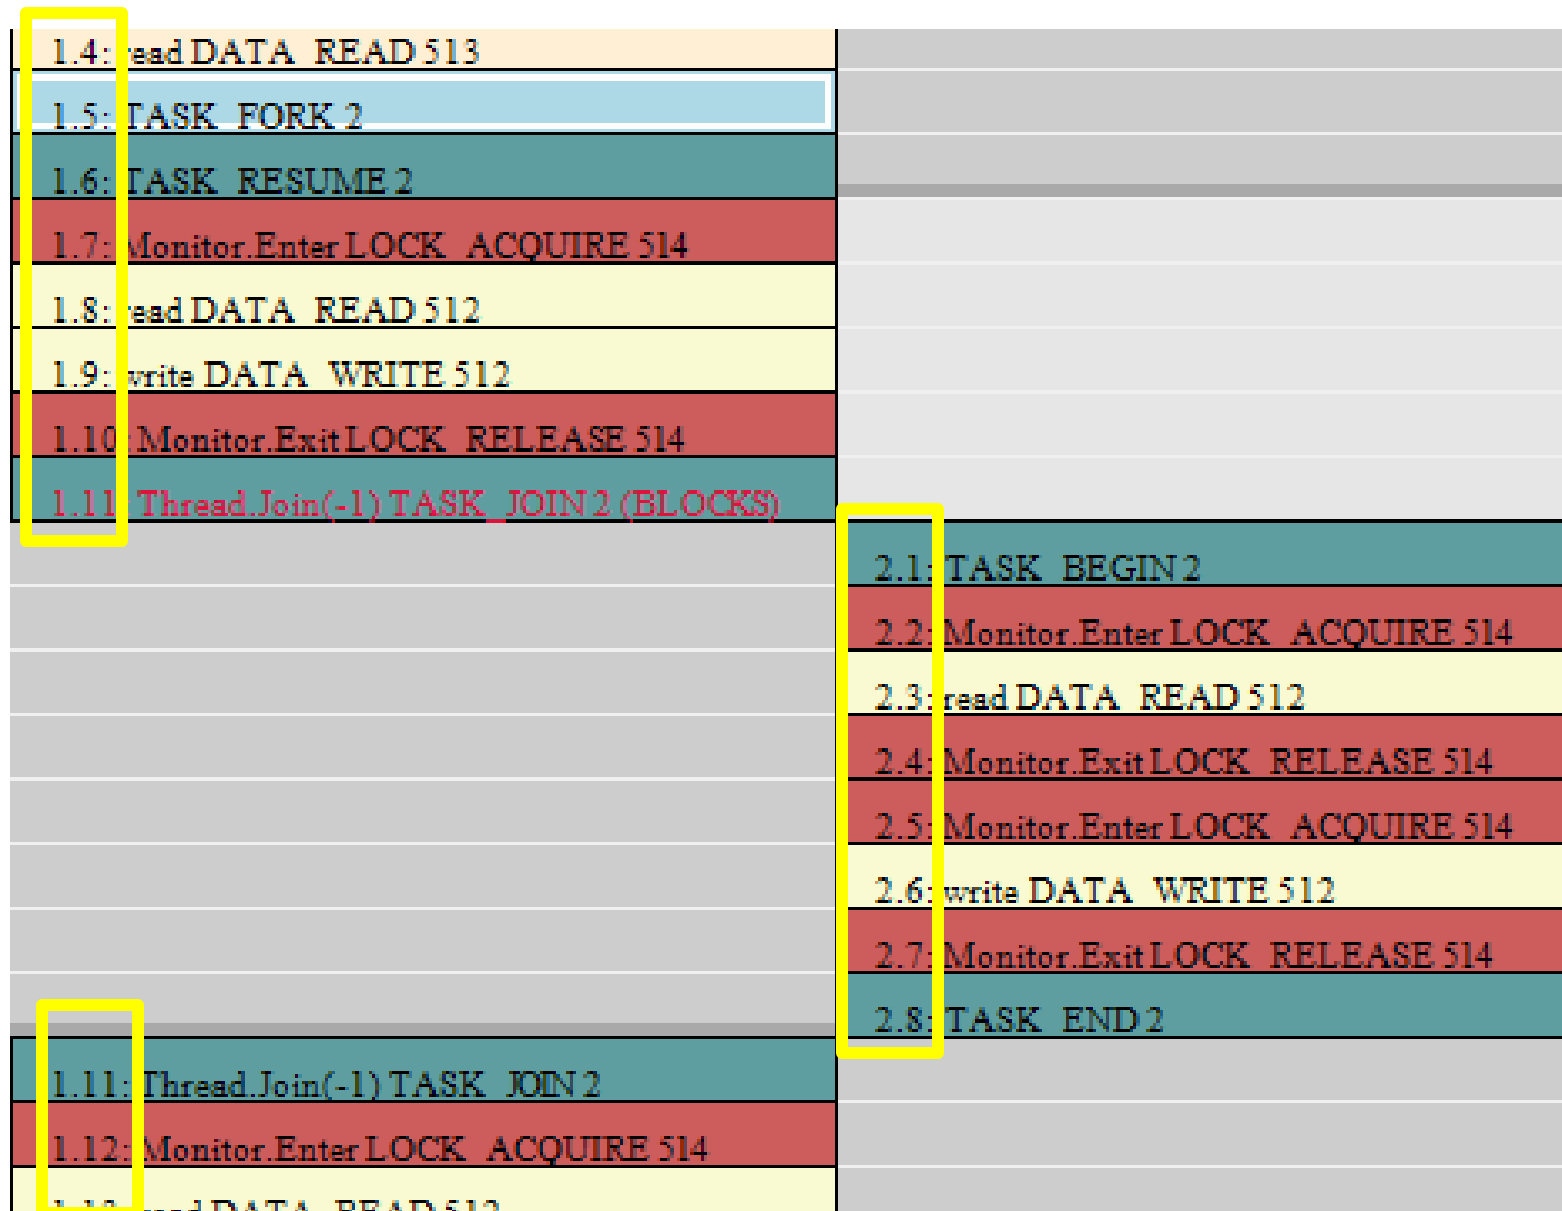 1.4: read DATA_READ 513
1.5: TASK_FORK 2
1.6: TASK_RESUME 2
1.7: Monitor.Enter LOCK_ACQUIRE 514
1.8: read DATA_READ 512
1.9: write DATA_WRITE 512
1.10: Monitor.Exit LOCK_RELEASE 514
1.11: Thread.Join(-1) TASK_JOIN 2 (BLOCKS)
2.1: TASK_BEGIN 2
2.2: Monitor.Enter LOCK_ACQUIRE 514
2.3: read DATA_READ 512
2.4: Monitor.Exit LOCK_RELEASE 514
2.5: Monitor.Enter LOCK_ACQUIRE 514
2.6: write DATA_WRITE 512
2.7: Monitor.Exit LOCK_RELEASE 514
2.8: TASK_END 2
1.11: Thread.Join(-1) TASK_JOIN 2
1.12: Monitor.Enter LOCK_ACQUIRE 514
1.13: read DATA_READ 512